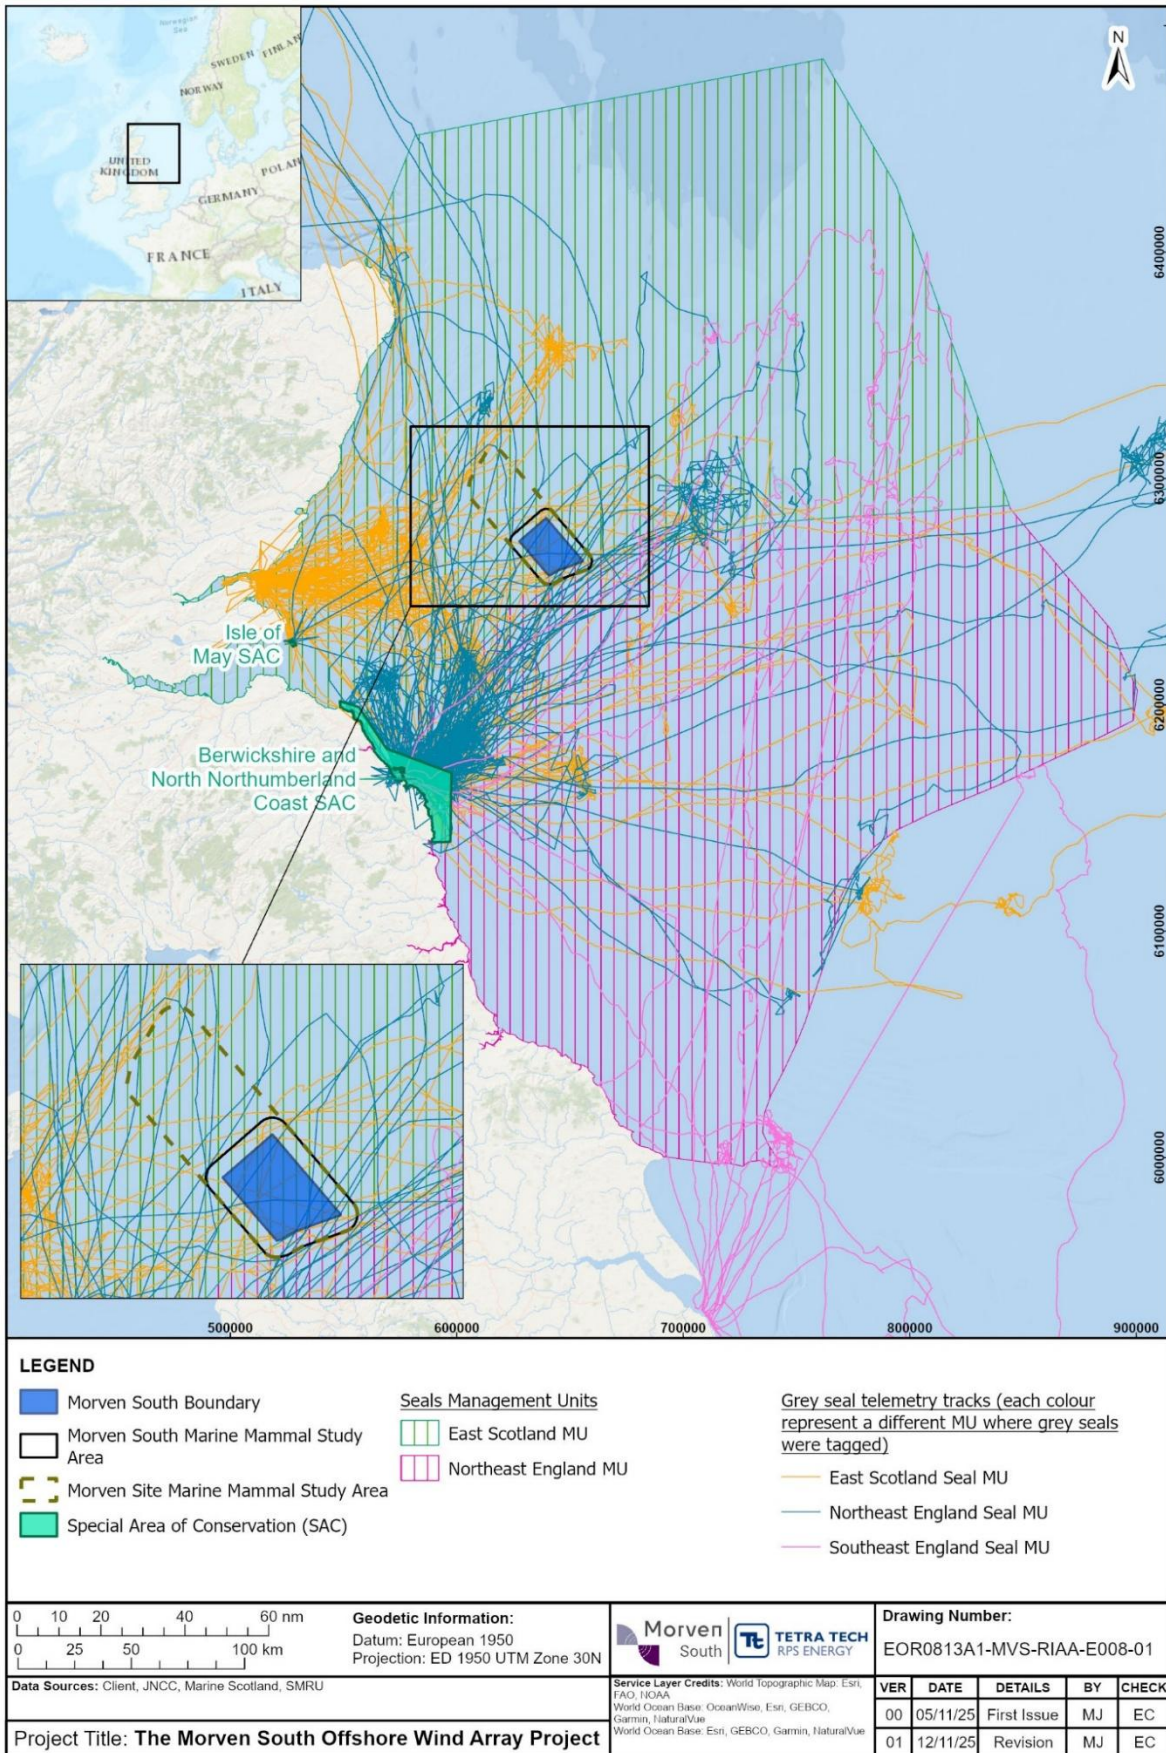 Norwegian
Sea
SWEDEN
FINLAN
NORWAY
UNITED
KINGDOM
POLAN
GERMANY
FRANCE
ITALY
N
6400000
6300000
6200000
6100000
6000000
Isle of
May SAC
Berwickshire and
North Northumberland
Coast SAC
500000 600000 700000 800000 900000
LEGEND
Morven South Boundary
Morven South Marine Mammal Study
Area
Morven Site Marine Mammal Study Area
Special Area of Conservation (SAC)
Seals Management Units
East Scotland MU
Northeast England MU
Grey seal telemetry tracks (each colour
represent a different MU where grey seals
were tagged)
East Scotland Seal MU
Northeast England Seal MU
Southeast England Seal MU
0 10 20 40 60 nm
0 25 50 100 km
Geodetic Information:
Datum: European 1950
Projection: ED 1950 UTM Zone 30N
Morven
South
Tt
TETRA TECH
RPS ENERGY
Drawing Number:
EOR0813A1-MVS-RIAA-E008-01
Data Sources: Client, JNCC, Marine Scotland, SMRU
Service Layer Credits: World Topographic Map: Esri,
FAO, NOAA
World Ocean Base: OceanWise, Esri, GEBCO,
Garmin, NaturalVue
World Ocean Base: Esri, GEBCO, Garmin, NaturalVue
VER DATE DETAILS BY CHECK
00 05/11/25 First Issue MJ EC
01 12/11/25 Revision MJ EC
Project Title: The Morven South Offshore Wind Array Project